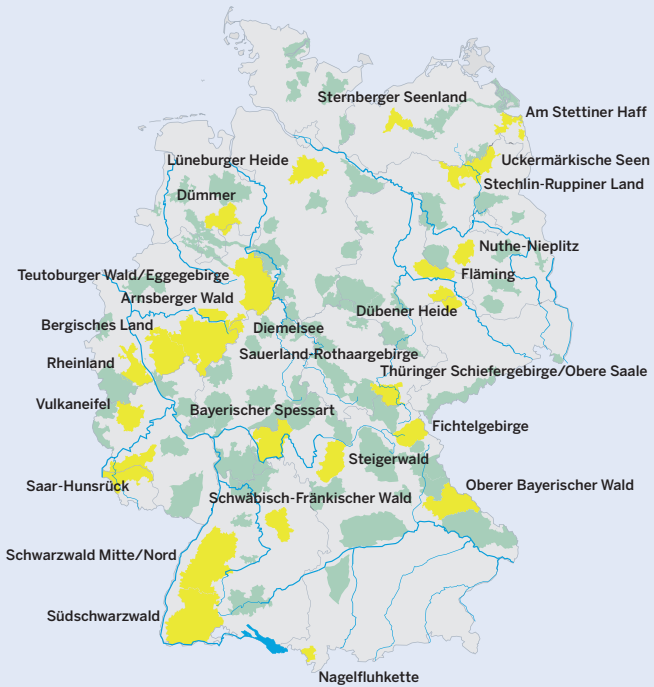 Sternberger Seenland
Am Stettiner Haff
Lüneburger Heide
Uckermärkische Seen
Stechlin-Ruppiner Land
Dümmer
Nuthe-Nieplitz
Teutoburger Wald/Eggegebirge
Fläming
Arnsberger Wald
Dübener Heide
Bergisches Land
Diemelsee
Sauerland-Rothaargebirge
Rheinland
Thüringer Schiefergebirge/Obere Saale
Vulkaneifel
Bayerischer Spessart
Fichtelgebirge
Steigerwald
Saar-Hunsrück
Oberer Bayerischer Wald
Schwäbisch-Fränkischer Wald
Schwarzwald Mitte/Nord
Südschwarzwald
Nagelfluhkette